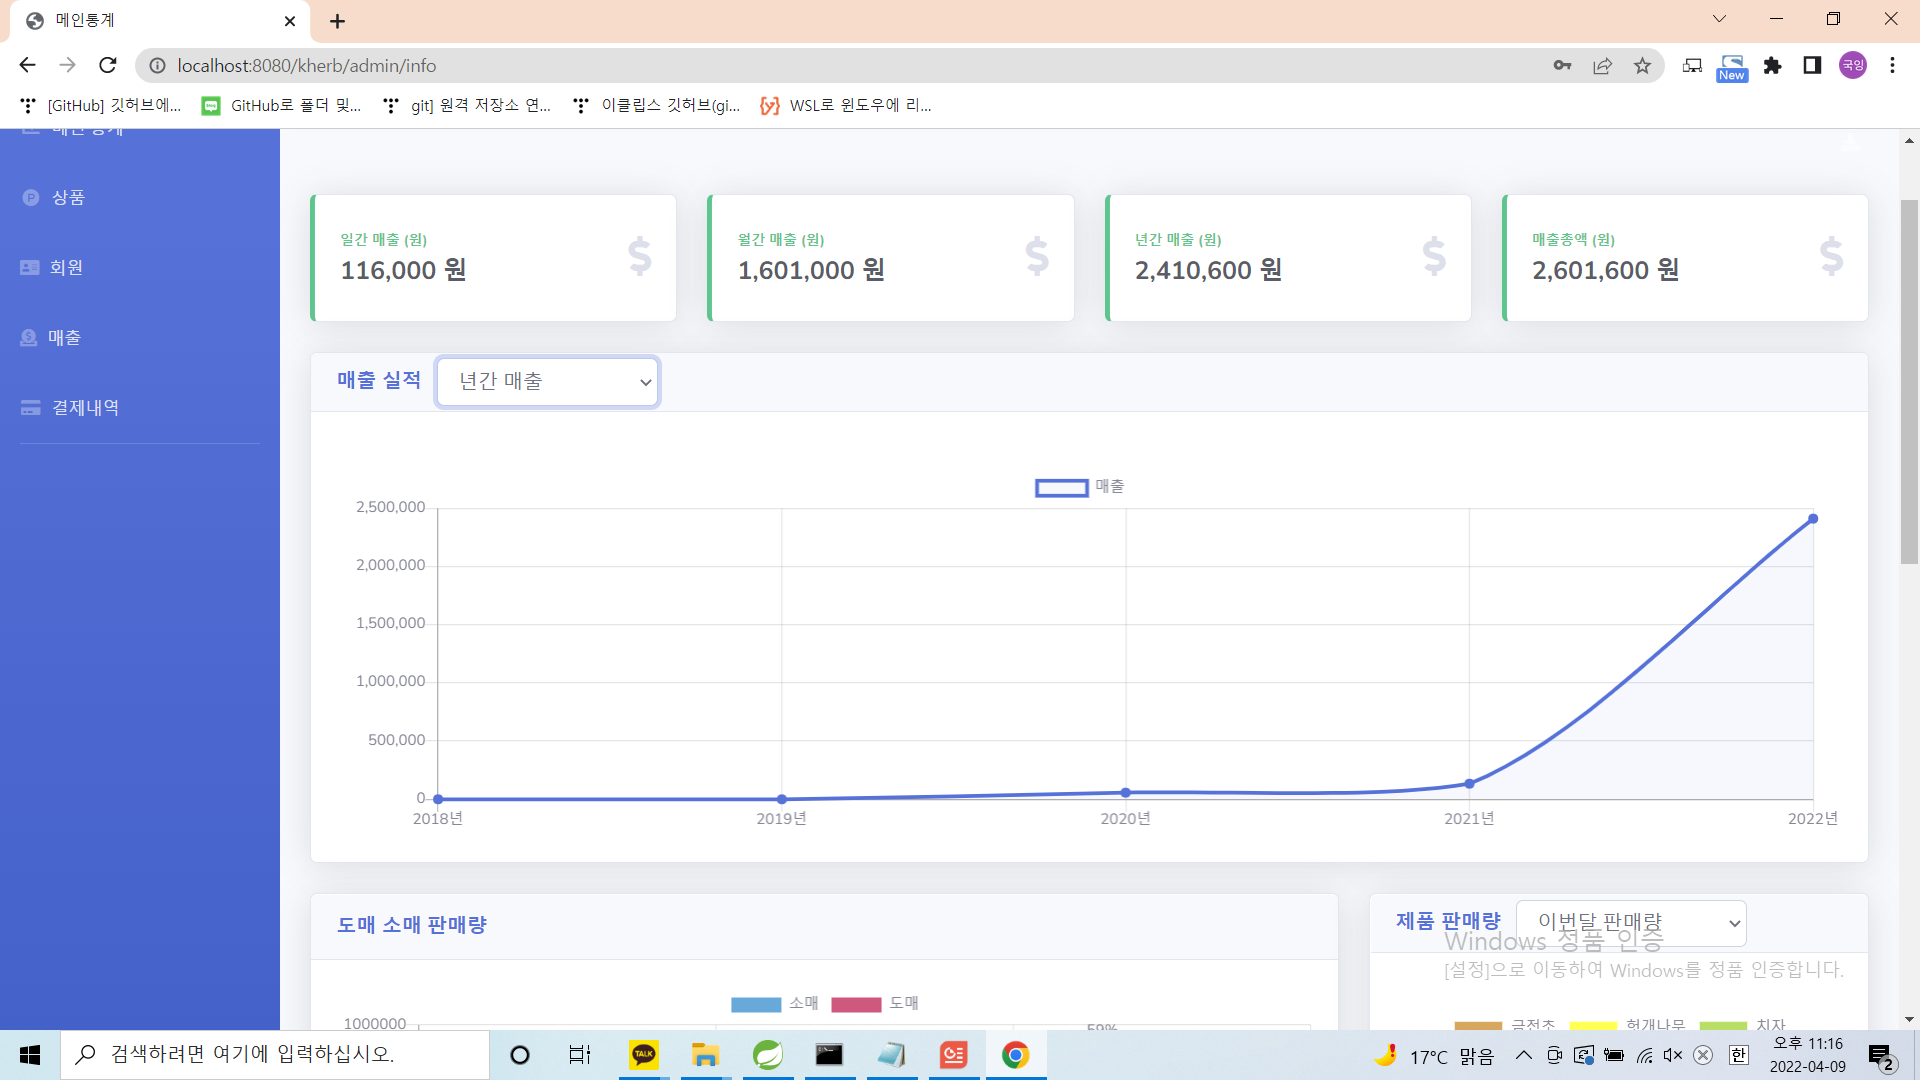 메인통계
localhost:8080/kherb/admin/info
New
국잉
[GitHub] 깃허브에...
GitHub로 폴더 및...
git] 원격 저장소 연...
이클립스 깃허브(gi...
WSL로 윈도우에 리...
메인 통계
상품
회원
매출
결제내역
일간 매출 (원)
116,000 원
월간 매출 (원)
1,601,000 원
년간 매출 (원)
2,410,600 원
매출총액 (원)
2,601,600 원
매출 실적
년간 매출
매출
2,500,000
2,000,000
1,500,000
1,000,000
500,000
0
2018년
2019년
2020년
2021년
2022년
도매 소매 판매량
소매
도매
1000000
59%
제품 판매량
이번달 판매량
금전초
헛개나무
치자
Windows 정품 인증
[설정]으로 이동하여 Windows를 정품 인증합니다.
검색하려면 여기에 입력하십시오.
TALK
17°C 맑음
한
오후 11:16
2022-04-09
2